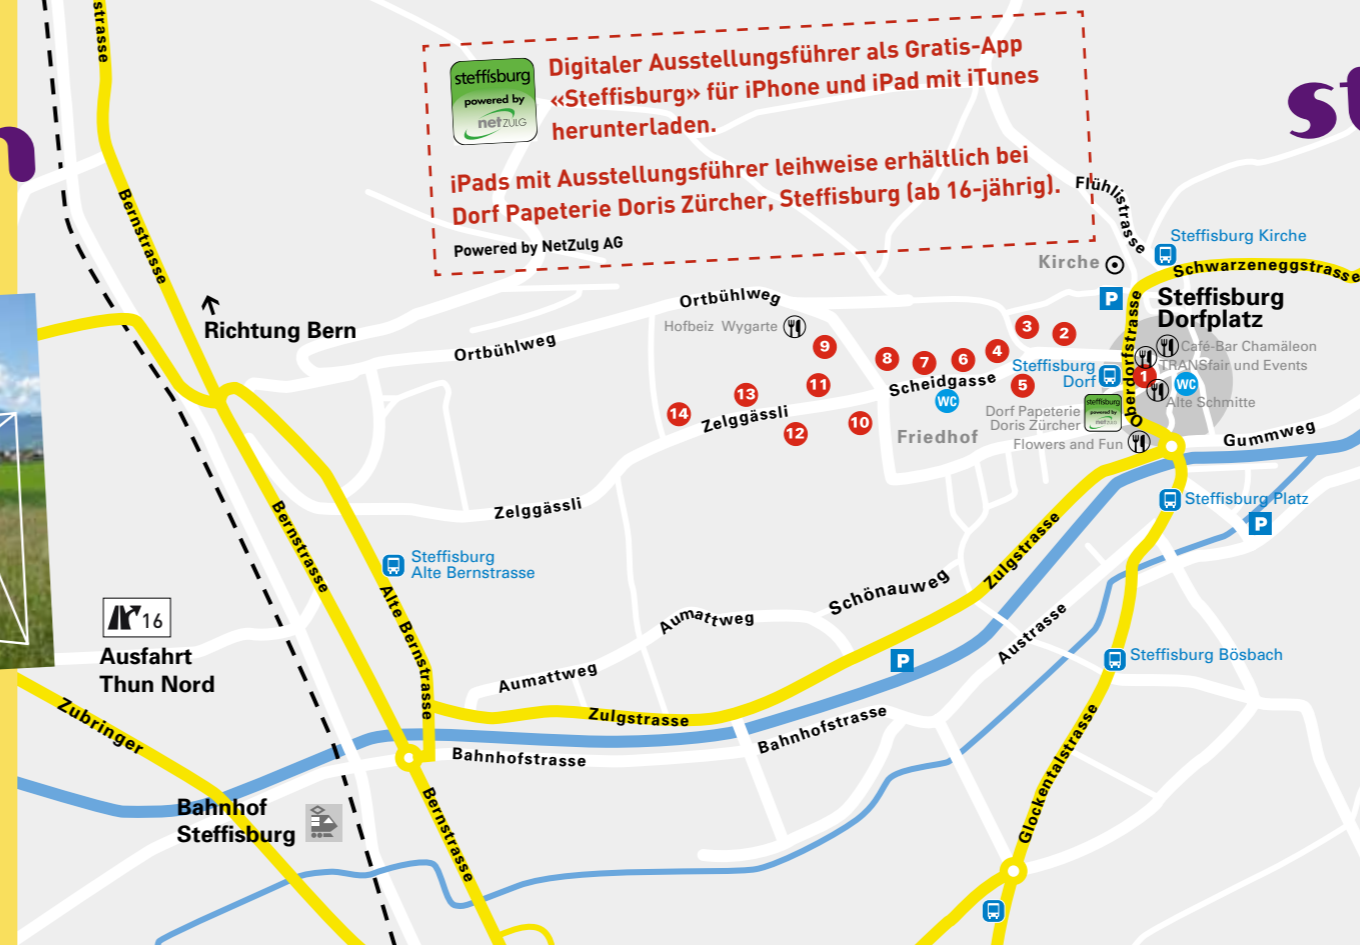 strasse
Digitaler Ausstellungsführer als Gratis-App
«Steffisburg» für iPhone und iPad mit iTunes
herunterladen.
steffisburg
powered by
netZULG
iPads mit Ausstellungsführer leihweise erhältlich bei
Dorf Papeterie Doris Zürcher, Steffisburg (ab 16-jährig).
Powered by NetZulg AG
st
n
Bernstrasse
Flühlistrasse
Steffisburg Kirche
Kirche
Schwarzeneggstrasse
P
Steffisburg
Dorfplatz
Oberdorfstrasse
Richtung Bern
Ortbühlweg
Hofbeiz Wygarte
Ortbühlweg
3
2
9
8
7
6
4
Café-Bar Chamäleon
TRANSfair und Events
Steffisburg
Dorf
1
WC
Alte Schmitte
5
Scheidgasse
WC
11
13
14
Zelggässli
12
10
Friedhof
Dorf Papeterie
Doris Zürcher
steffisburg
powered by
Flowers and Fun
Gummweg
Zelggässli
Steffisburg Platz
P
Bernstrasse
Steffisburg
Alte Bernstrasse
Alte Bernstrasse
Zulgstrasse
Schönauweg
Aumattweg
Austrasse
16
Ausfahrt
Thun Nord
Aumattweg
P
Steffisburg Bösbach
Zubringer
Zulgstrasse
Bahnhofstrasse
Bahnhofstrasse
Glockentalstrasse
Bahnhof
Steffisburg
Bernstrasse